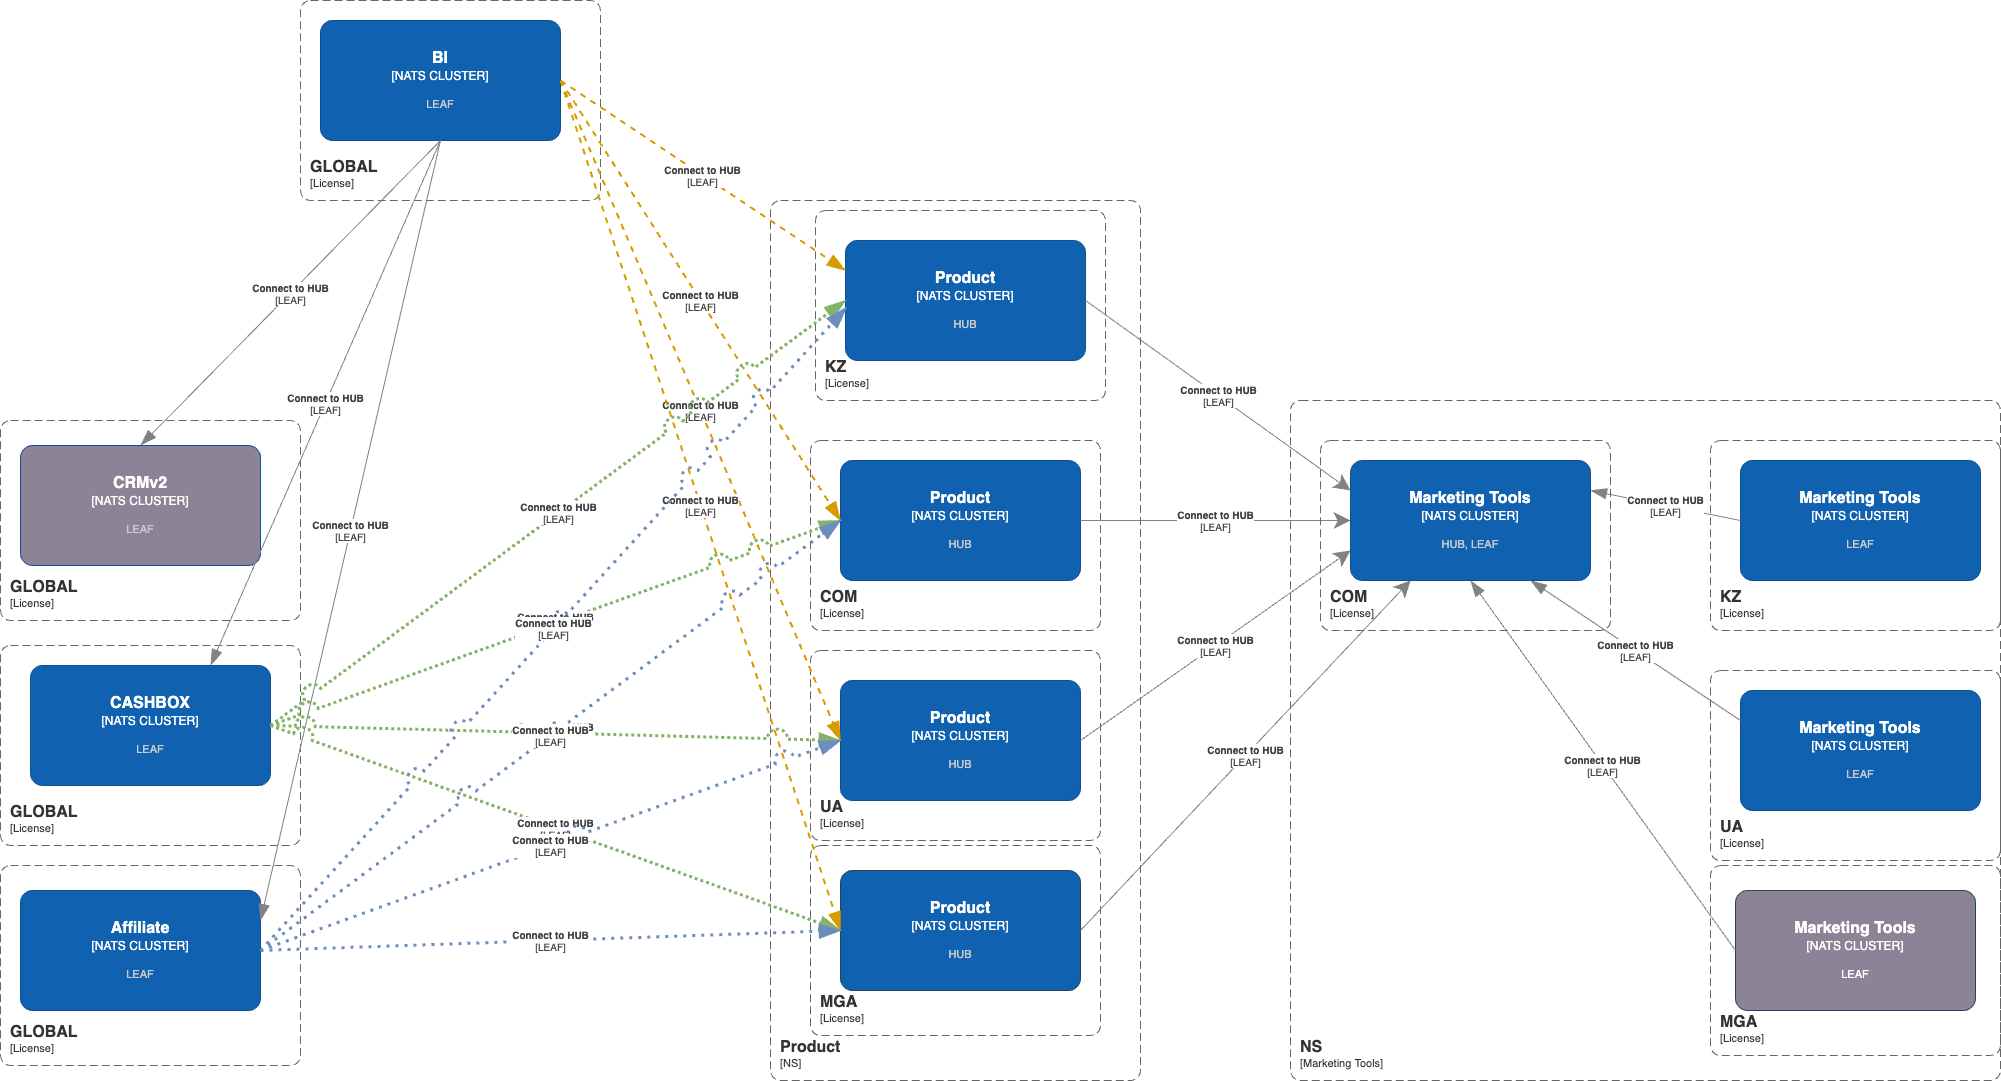 BI
[NATS CLUSTER]
LEAF
GLOBAL
[License]
Connect to HUB
[LEAF]
Connect to HUB
[LEAF]
Connect to HUB
[LEAF]
Connect to HUB
[LEAF]
Connect to HUB
[LEAF]
Connect to HUB
[LEAF]
Connect to HUB
[LEAF]
CRMv2
[NATS CLUSTER]
LEAF
GLOBAL
[License]
CASHBOX
[NATS CLUSTER]
LEAF
GLOBAL
[License]
Affiliate
[NATS CLUSTER]
LEAF
GLOBAL
[License]
Connect to HUB
[LEAF]
Connect to HUB
Connect to HUB
[LEAF]
Connect to HUB
[LEAF]
Connect to HUB
[LEAF]
Connect to HUB
[LEAF]
Connect to HUB
[LEAF]
Product
[NATS CLUSTER]
HUB
KZ
[License]
Product
[NATS CLUSTER]
HUB
COM
[License]
Product
[NATS CLUSTER]
HUB
UA
[License]
Product
[NATS CLUSTER]
HUB
MGA
[License]
Product
[NS]
Connect to HUB
[LEAF]
Connect to HUB
[LEAF]
Connect to HUB
[LEAF]
Connect to HUB
[LEAF]
Marketing Tools
[NATS CLUSTER]
HUB, LEAF
COM
[License]
Connect to HUB
[LEAF]
Connect to HUB
[LEAF]
Connect to HUB
[LEAF]
Marketing Tools
[NATS CLUSTER]
LEAF
KZ
[License]
Marketing Tools
[NATS CLUSTER]
LEAF
UA
[License]
Marketing Tools
[NATS CLUSTER]
LEAF
MGA
[License]
NS
[Marketing Tools]